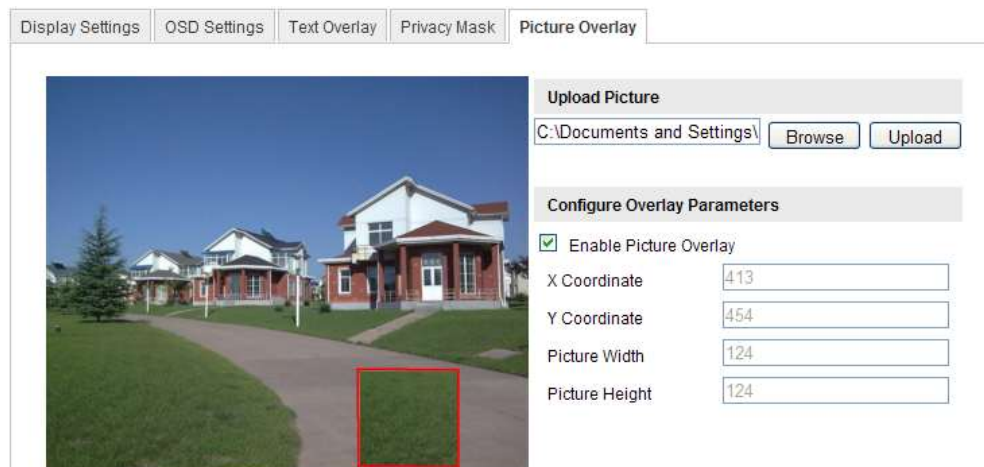 Display Settings OSD Settings Text Overlay Privacy Mask Picture Overlay
Upload Picture
C:\Documents and Settings\ Browse Upload
Configure Overlay Parameters
Enable Picture Overlay
X Coordinate 413
Y Coordinate 454
Picture Width 124
Picture Height 124